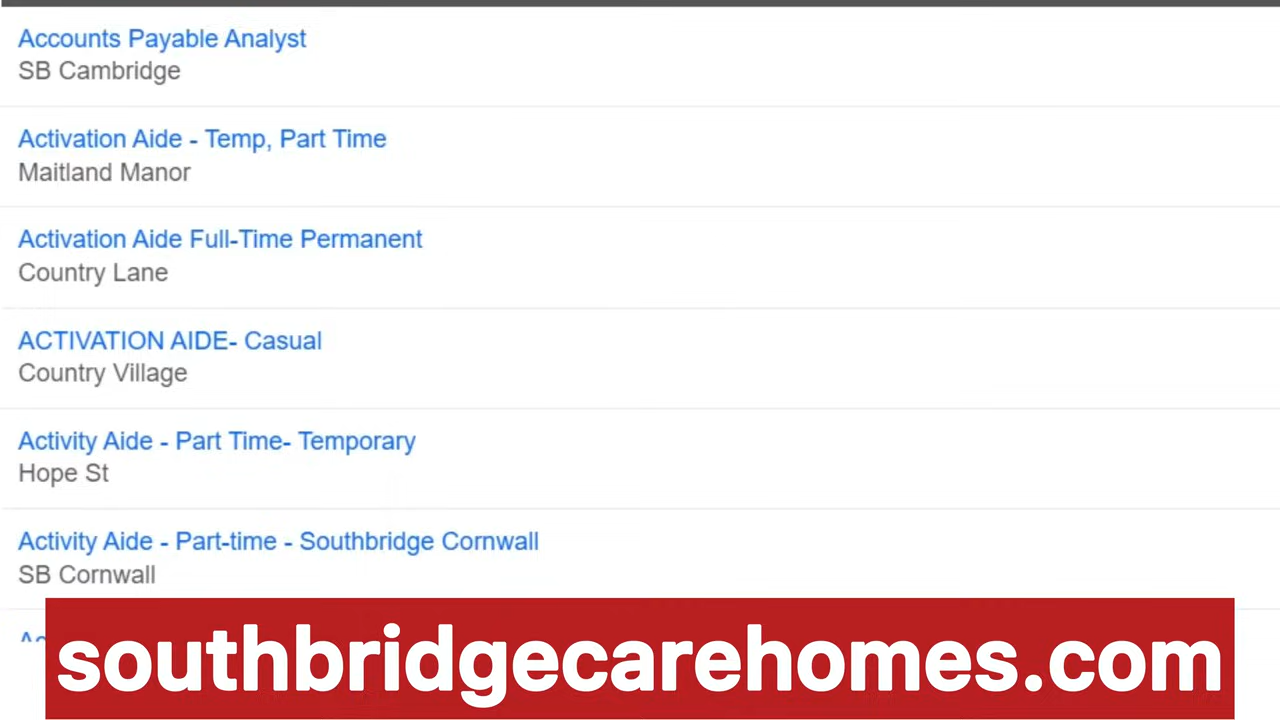 Accounts Payable Analyst
SB Cambridge
Activation Aide - Temp, Part Time
Maitland Manor
Activation Aide Full-Time Permanent
Country Lane
ACTIVATION AIDE- Casual
Country Village
Activity Aide - Part Time- Temporary
Hope St
Activity Aide - Part-time - Southbridge Cornwall
SB Cornwall
southbridgecarehomes.com